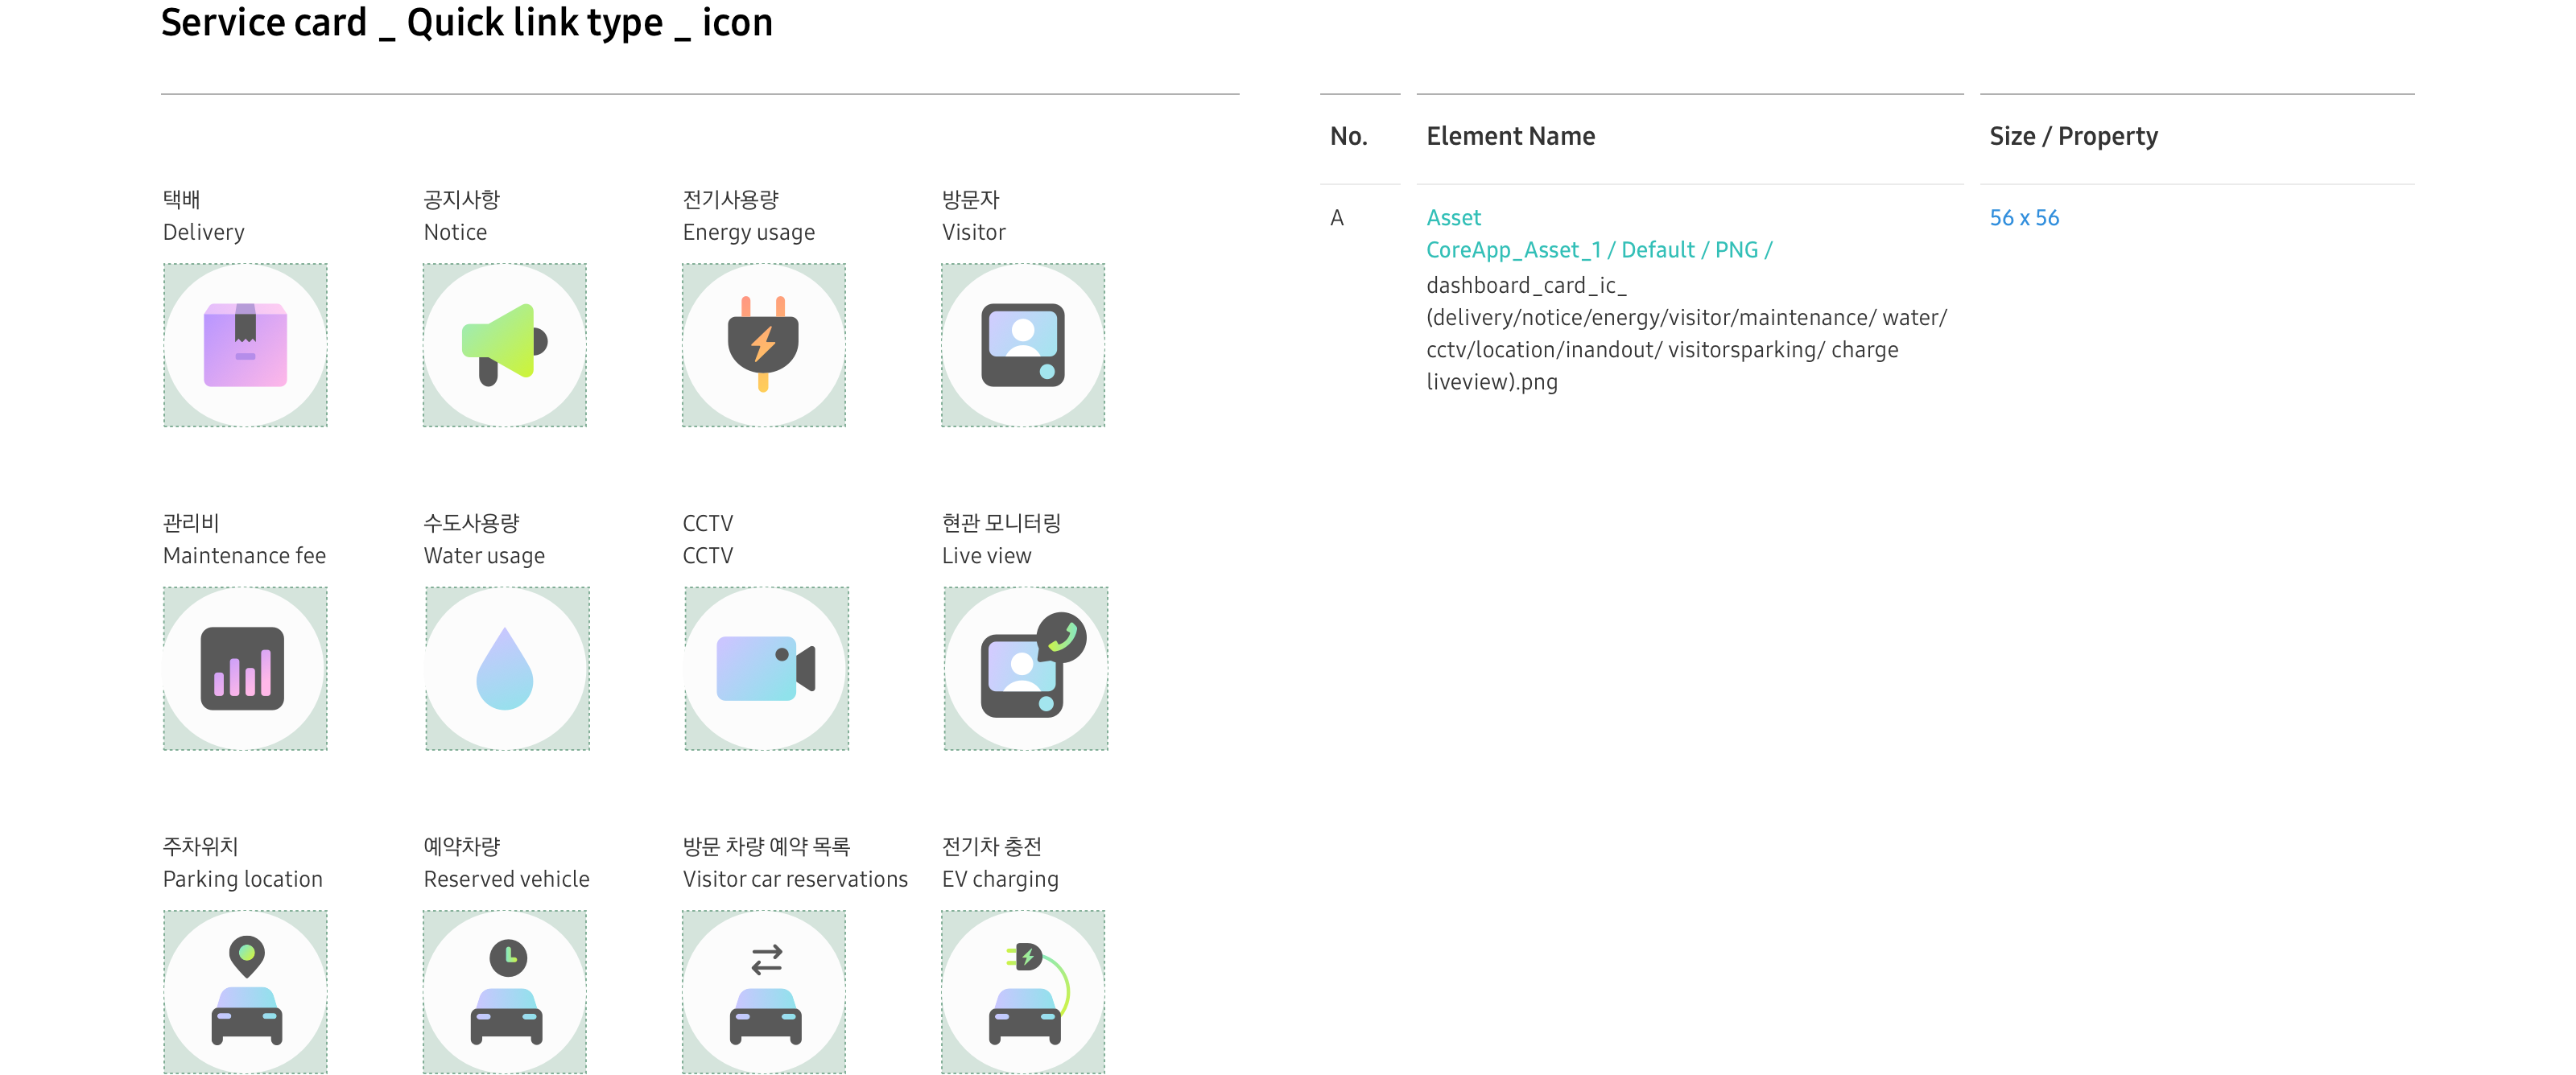 Service card _ Quick link type _ icon
택배
Delivery
공지사항
Notice
전기사용량
Energy usage
방문자
Visitor
관리비
Maintenance fee
수도사용량
Water usage
CCTV
CCTV
현관 모니터링
Live view
주차위치
Parking location
예약차량
Reserved vehicle
방문 차량 예약 목록
Visitor car reservations
전기차 충전
EV charging
No.
Element Name
Size / Property
A
Asset
CoreApp_Asset_1 / Default / PNG /
dashboard_card_ic_
(delivery/notice/energy/visitor/maintenance/ water/
cctv/location/inandout/ visitorsparking/ charge
liveview).png
56 x 56